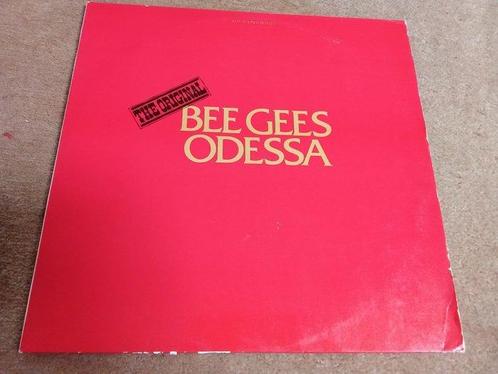 THE ORIGINAL
BEE GEES
ODESSA